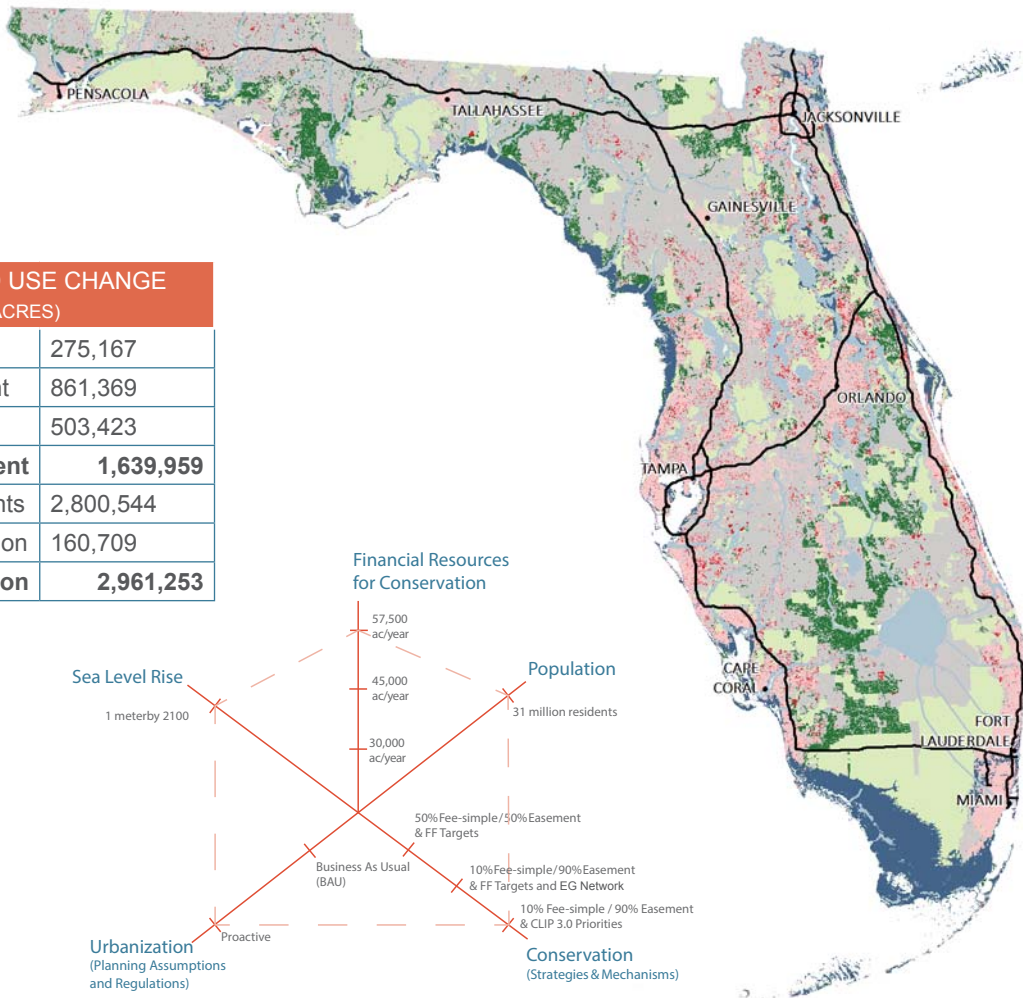 PENSACOLA
TALLAHASSEE
JACKSONVILLE
GAINESVILLE
ORLANDO
TAMPA
CAPE
CORAL
FORT
LAUDERDALE
MIAMI
USE CHANGE
ACRES)
275,167
nt 861,369
503,423
ent 1,639,959
nts 2,800,544
on 160,709
on 2,961,253
Financial Resources
for Conservation
57,500
ac/year
45,000
ac/year
30,000
ac/year
Sea Level Rise
1 meterby 2100
Population
31 million residents
50%Fee-simple/50%Easement
& FF Targets
10%Fee-simple/90%Easement
& FF Targets and EG Network
10% Fee-simple / 90% Easement
& CLIP 3.0 Priorities
Business As Usual
(BAU)
Proactive
Urbanization
(Planning Assumptions
and Regulations)
Conservation
(Strategies & Mechanisms)